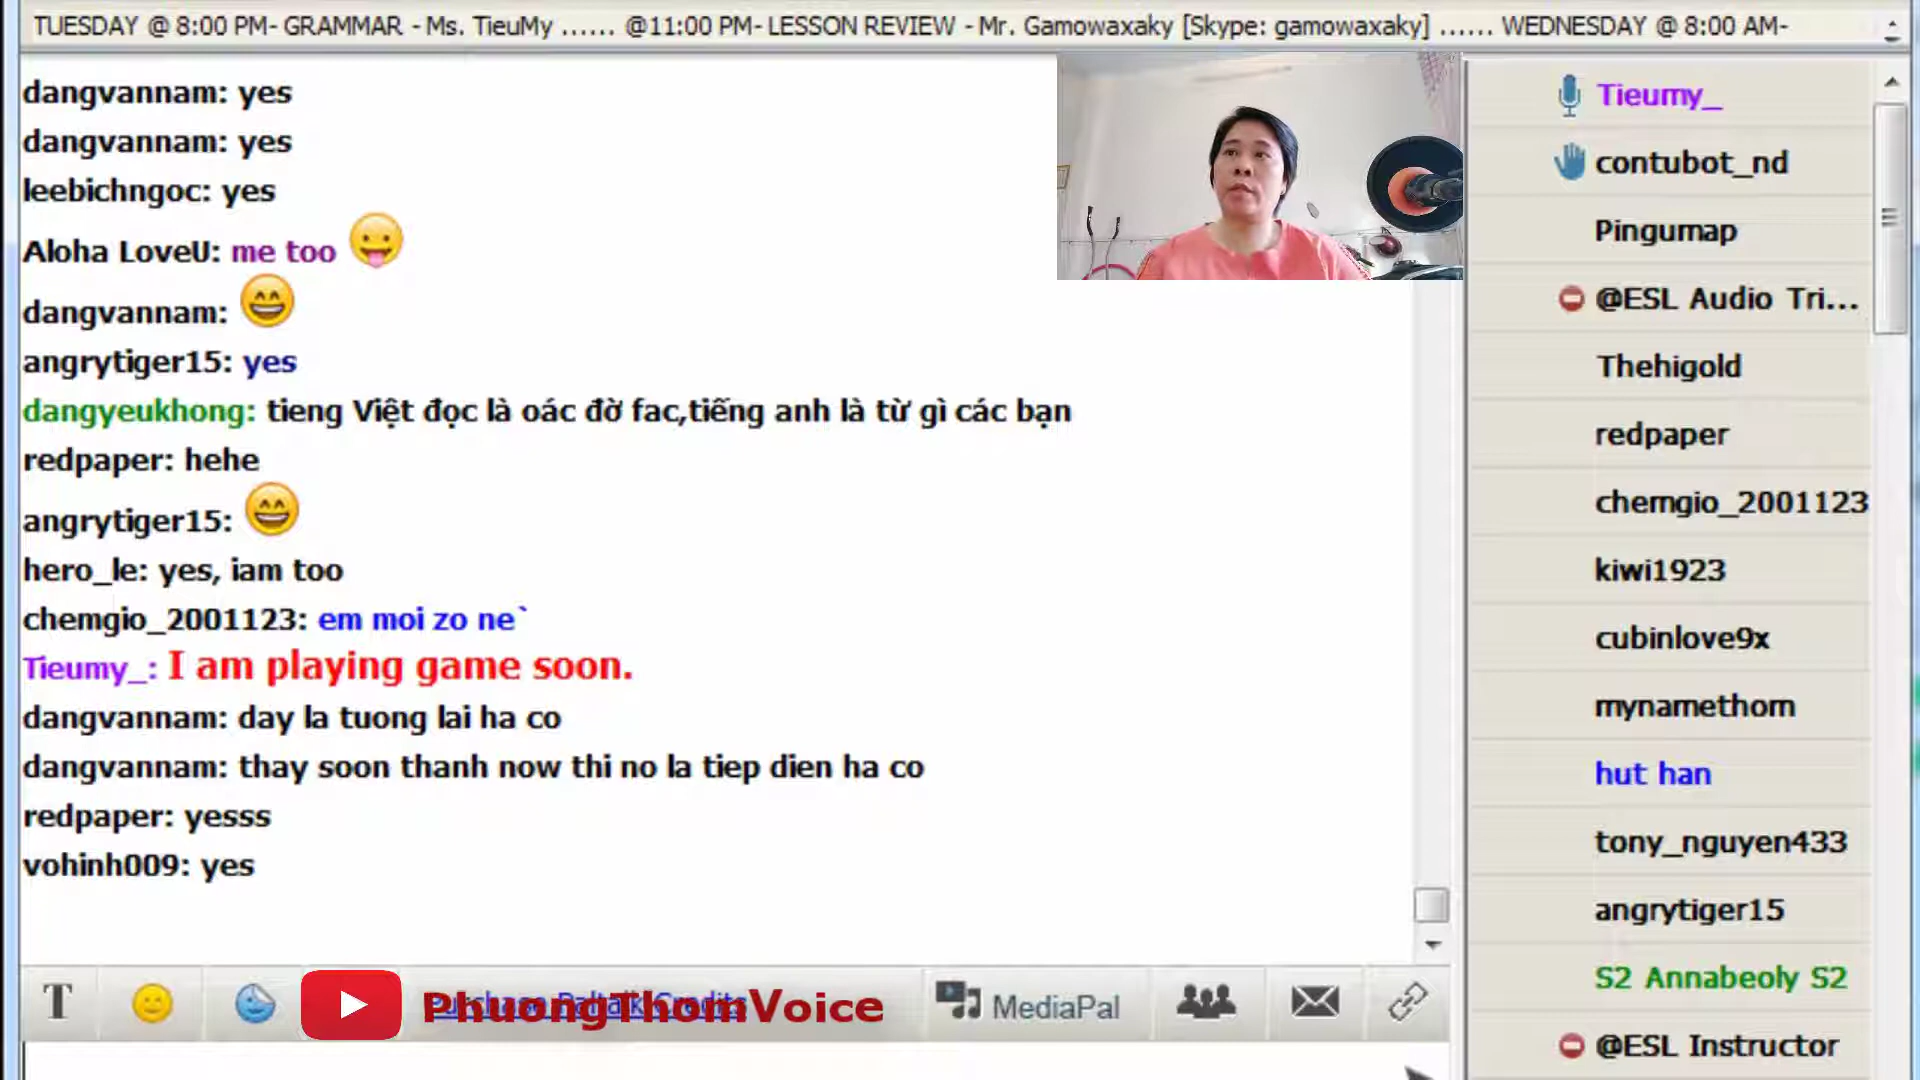 TUESDAY @ 8:00 PM- GRAMMAR - Ms. TieuMy ...... @11:00 PM- LESSON REVIEW - Mr. Gamowaxaky [Skype: gamowaxaky] ...... WEDNESDAY @ 8:00 AM-
dangvannam: yes
dangvannam: yes
leebichngoc: yes
Aloha LoveU: me too
dangvannam:
angrytiger15: yes
dangyeukhong: tieng Việt đọc là oác đờ fac,tiếng anh là từ gì các bạn
redpaper: hehe
angrytiger15:
hero_le: yes, iam too
chemgio_2001123: em moi zo ne`
Tieumy_: I am playing game soon.
dangvannam: day la tuong lai ha co
dangvannam: thay soon thanh now thi no la tiep dien ha co
redpaper: yesss
vohinh009: yes
Tieumy_
contubot_nd
Pingumap
@ESL Audio Tri...
Thehigold
redpaper
chemgio_2001123
kiwi1923
cubinlove9x
mynamethom
hut han
tony_nguyen433
angrytiger15
S2 Annabeoly S2
@ESL Instructor
T
Purchase Paltalk Credits
PhuongThomVoice
MediaPal